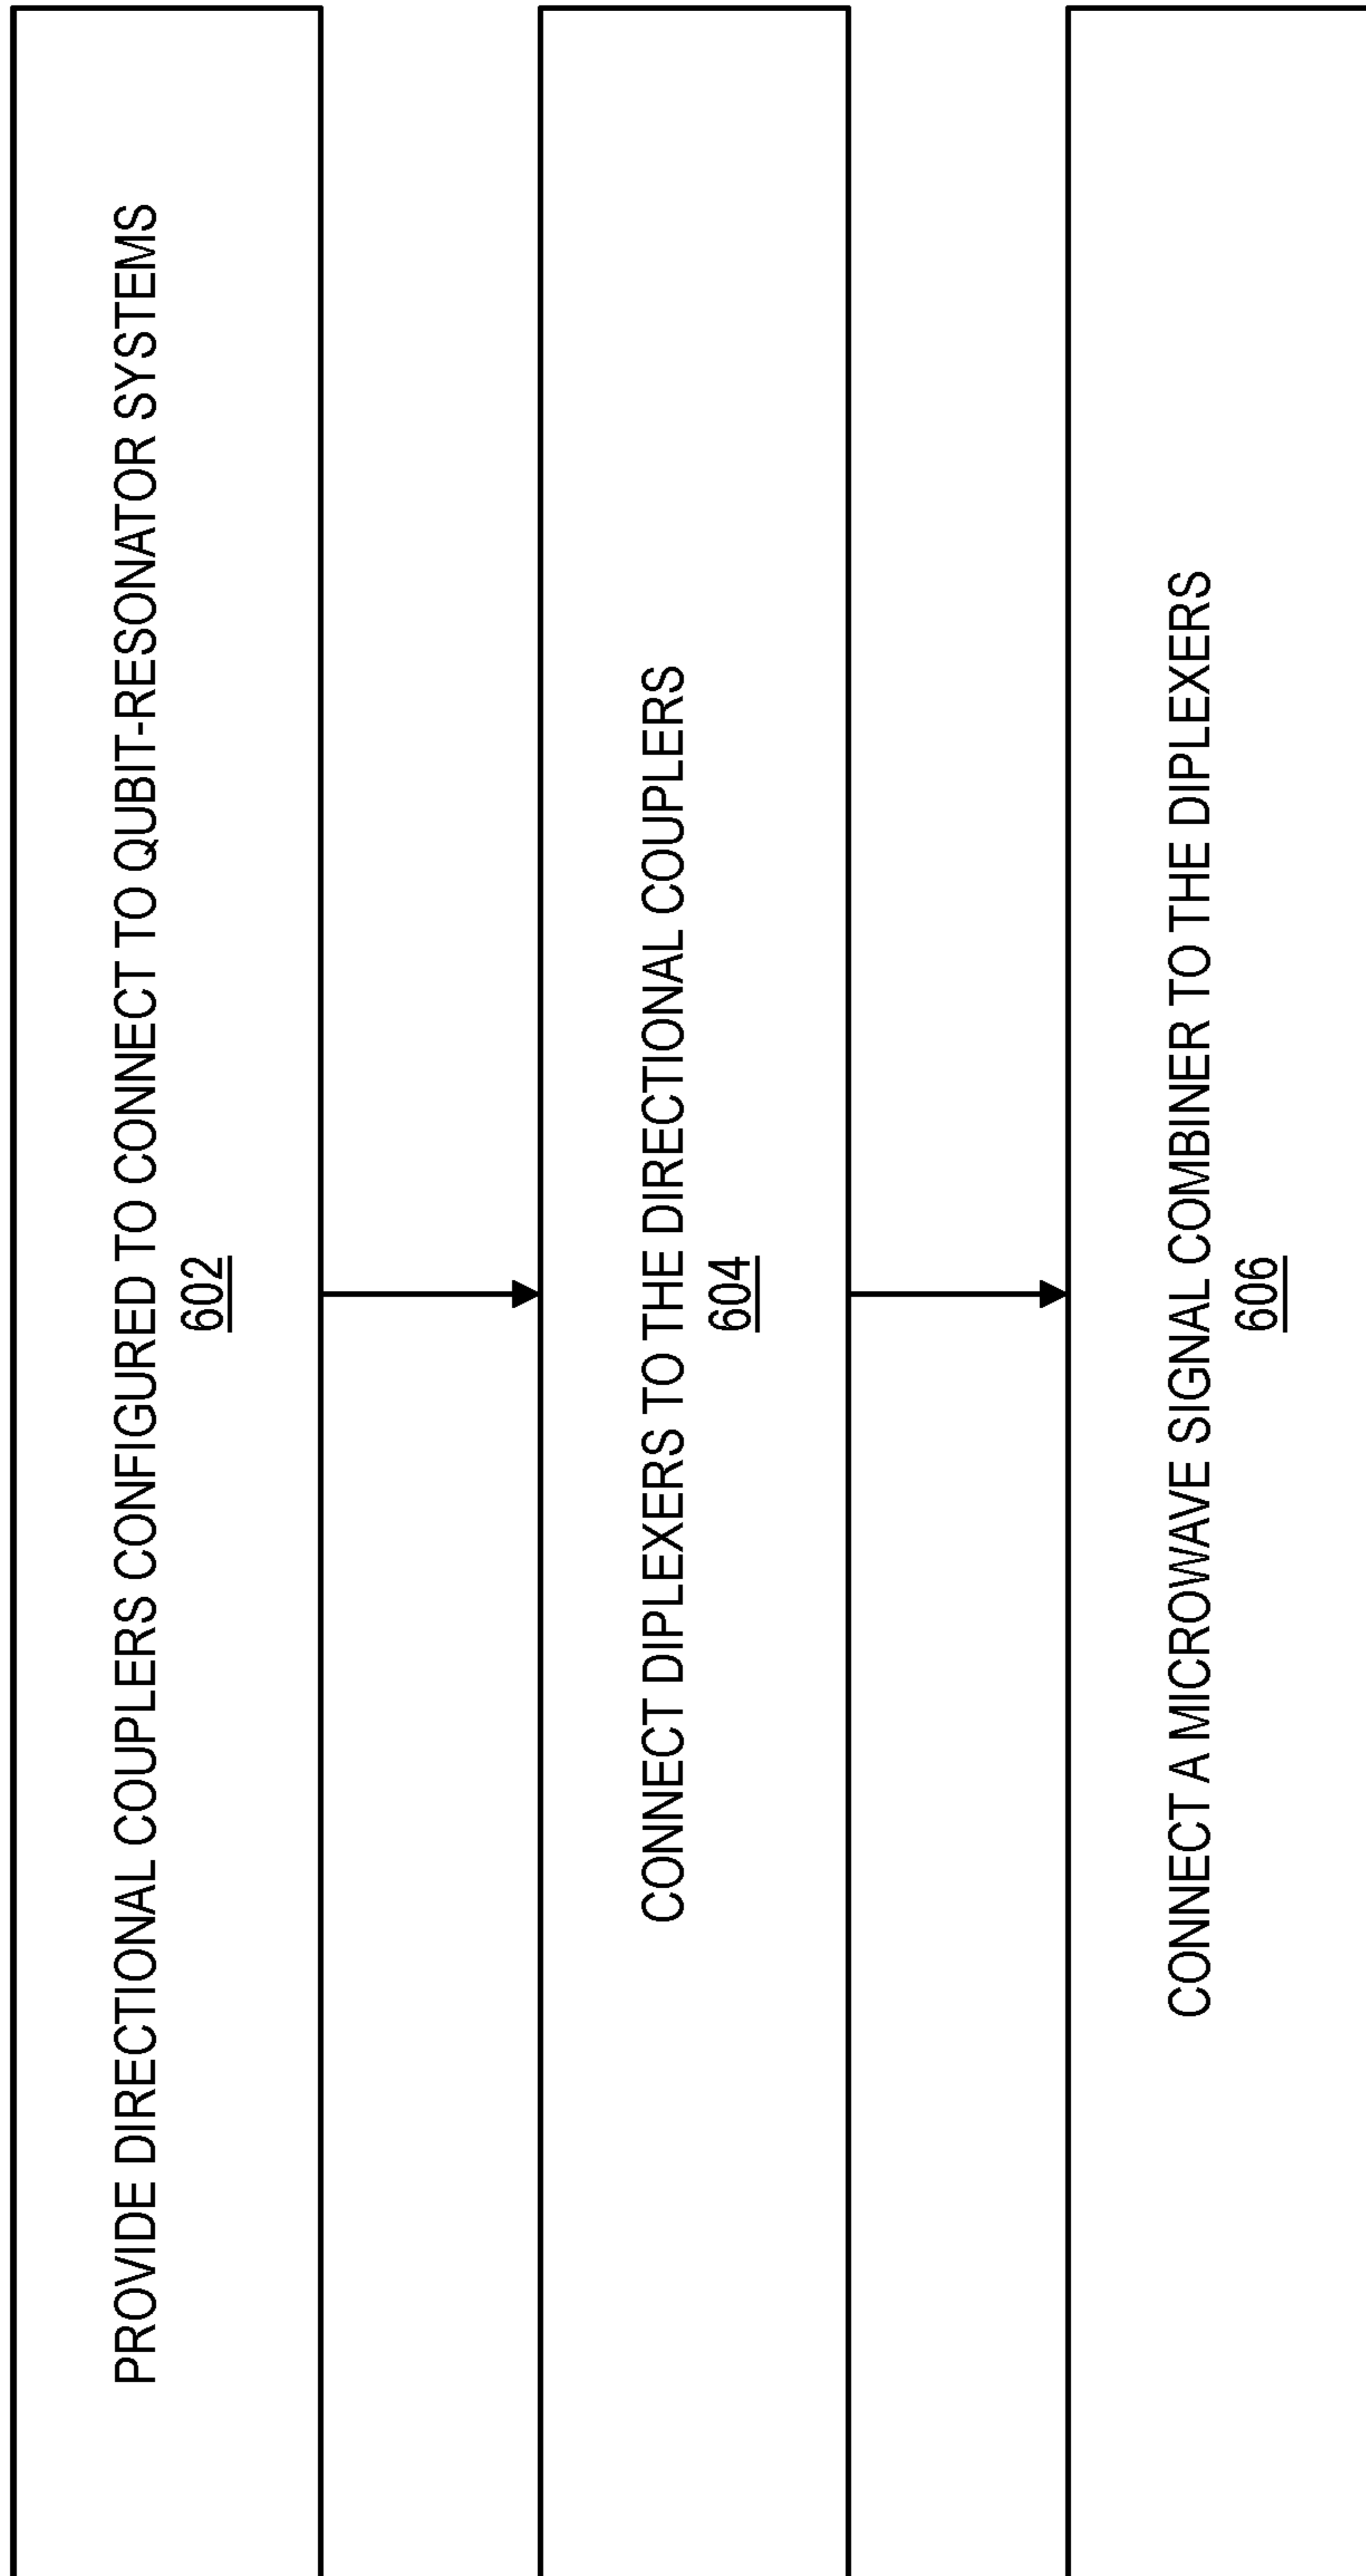 PROVIDE DIRECTIONAL COUPLERS CONFIGURED TO CONNECT TO QUBIT-RESONATOR SYSTEMS
602
CONNECT DIPLEXERS TO THE DIRECTIONAL COUPLERS
604
CONNECT A MICROWAVE SIGNAL COMBINER TO THE DIPLEXERS
606